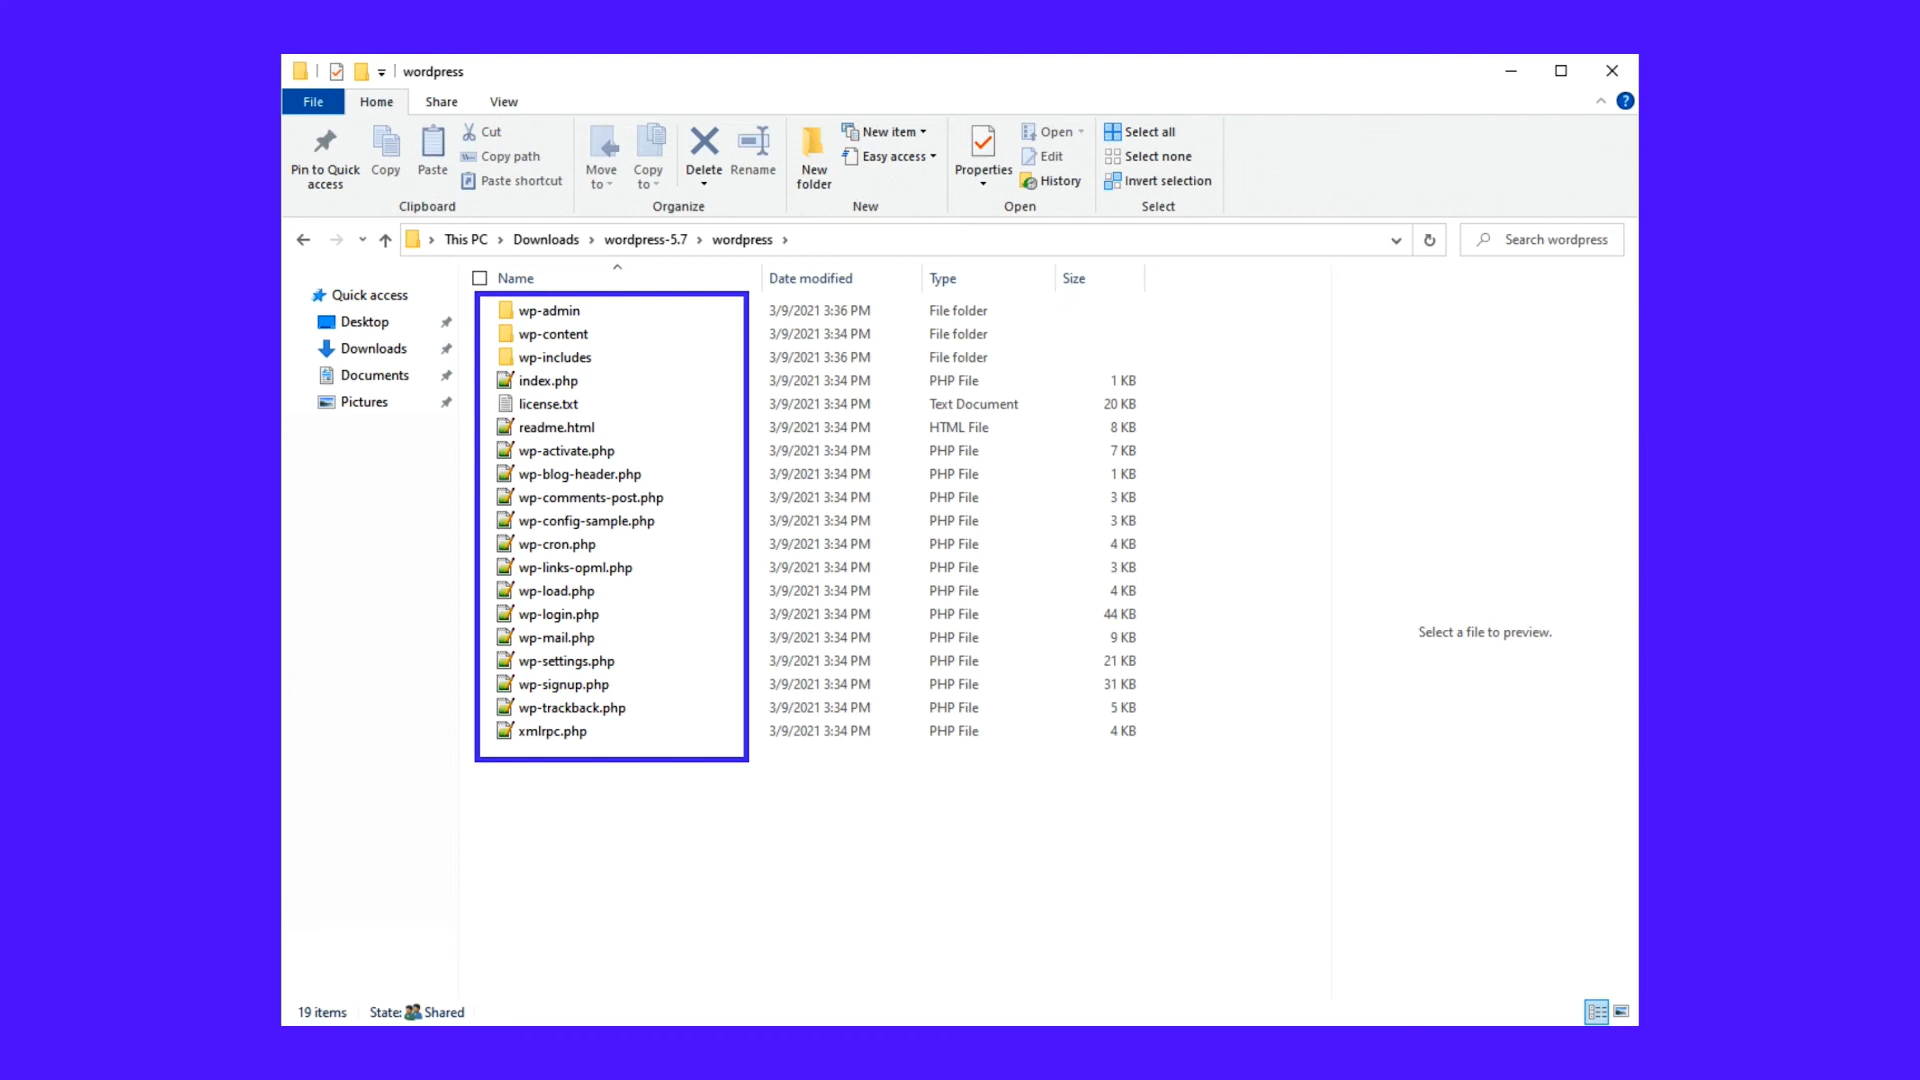 wordpress
File Home Share View
Pin to Quick access
Copy
Paste
Cut
Copy path
Paste shortcut
Clipboard
Move to
Copy to
Delete
Rename
Organize
New folder
New item
Easy access
New
Properties
Open
Edit
History
Open
Select all
Select none
Invert selection
Select
This PC > Downloads > wordpress-5.7 > wordpress >
Search wordpress
Quick access
Desktop
Downloads
Documents
Pictures
Name Date modified Type Size
wp-admin 3/9/2021 3:36 PM File folder
wp-content 3/9/2021 3:34 PM File folder
wp-includes 3/9/2021 3:36 PM File folder
index.php 3/9/2021 3:34 PM PHP File 1 KB
license.txt 3/9/2021 3:34 PM Text Document 20 KB
readme.html 3/9/2021 3:34 PM HTML File 8 KB
wp-activate.php 3/9/2021 3:34 PM PHP File 7 KB
wp-blog-header.php 3/9/2021 3:34 PM PHP File 1 KB
wp-comments-post.php 3/9/2021 3:34 PM PHP File 3 KB
wp-config-sample.php 3/9/2021 3:34 PM PHP File 3 KB
wp-cron.php 3/9/2021 3:34 PM PHP File 4 KB
wp-links-opml.php 3/9/2021 3:34 PM PHP File 3 KB
wp-load.php 3/9/2021 3:34 PM PHP File 4 KB
wp-login.php 3/9/2021 3:34 PM PHP File 44 KB
wp-mail.php 3/9/2021 3:34 PM PHP File 9 KB
wp-settings.php 3/9/2021 3:34 PM PHP File 21 KB
wp-signup.php 3/9/2021 3:34 PM PHP File 31 KB
wp-trackback.php 3/9/2021 3:34 PM PHP File 5 KB
xmlrpc.php 3/9/2021 3:34 PM PHP File 4 KB
Select a file to preview.
19 items State: Shared